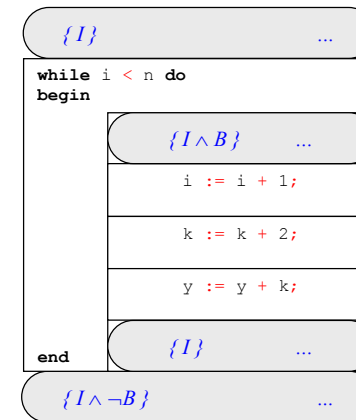 {I} ...
while i < n do
begin
{I ∧ B} ...
i := i + 1;
k := k + 2;
y := y + k;
end {I} ...
{I ∧ ¬B} ...